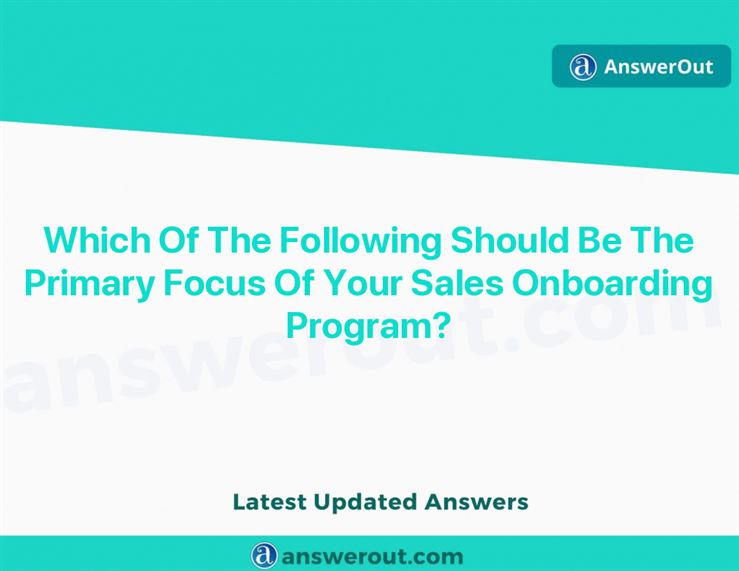 AnswerOut
Which Of The Following Should Be The
Primary Focus Of Your Sales Onboarding
Program?
answerout.com
Latest Updated Answers
answerout.com